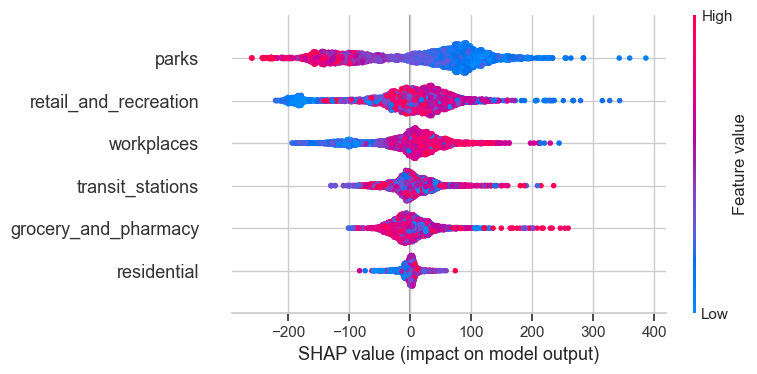 High
parks
retail_and_recreation
workplaces
transit_stations
grocery_and_pharmacy
residential
Feature value
Low
−200 −100 0 100 200 300 400
SHAP value (impact on model output)